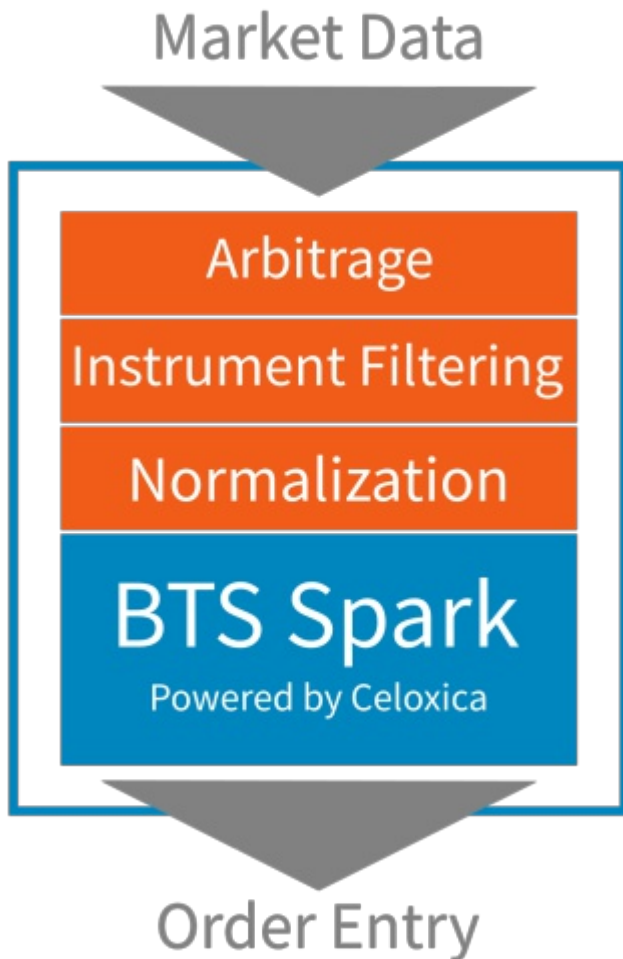 Market Data
Arbitrage
Instrument Filtering
Normalization
BTS Spark
Powered by Celoxica
Order Entry